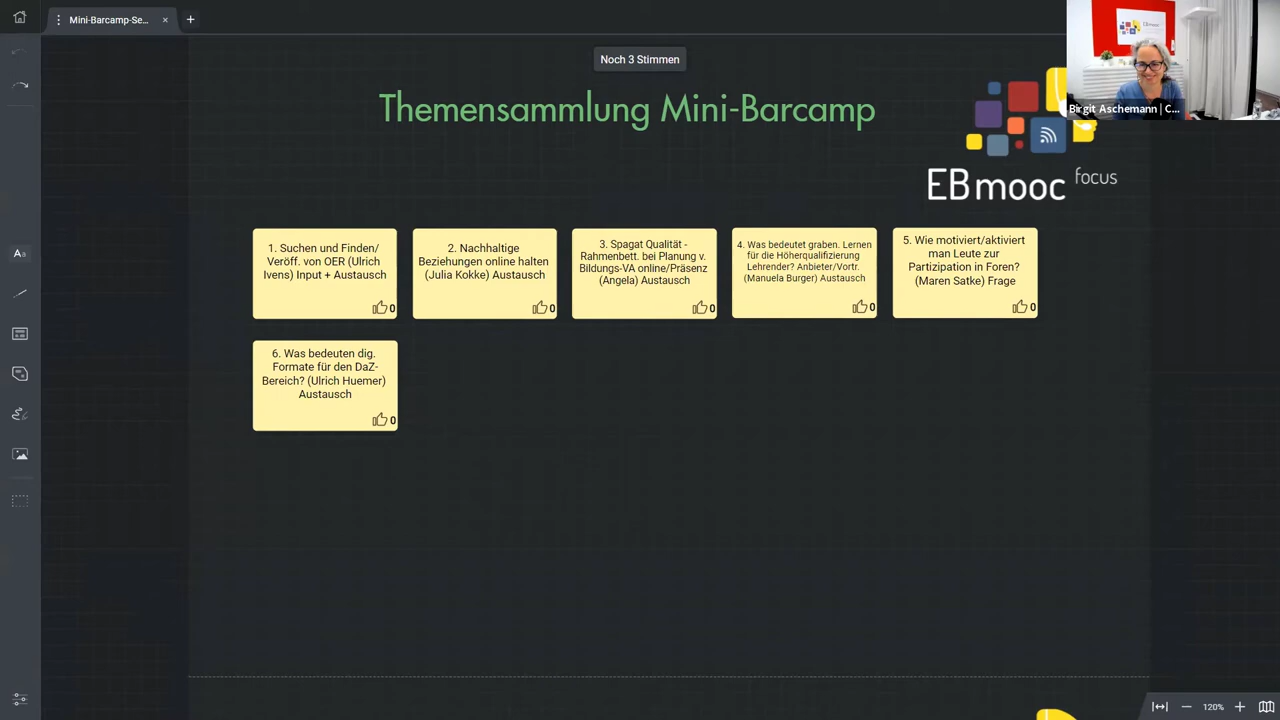 Mini-Barcamp-Se...
Noch 3 Stimmen
Themensammlung Mini-Barcamp
Birgit Aschemann | C...
EBmooc focus
1. Suchen und Finden/
Veröff. von OER (Ulrich
Ivens) Input + Austausch
0
2. Nachhaltige
Beziehungen online halten
(Julia Kokke) Austausch
0
3. Spagat Qualität -
Rahmenbett. bei Planung v.
Bildungs-VA online/Präsenz
(Angela) Austausch
0
4. Was bedeutet graben. Lernen
für die Höherqualifizierung
Lehrender? Anbieter/Vortr.
(Manuela Burger) Austausch
0
5. Wie motiviert/aktiviert
man Leute zur
Partizipation in Foren?
(Maren Satke) Frage
0
6. Was bedeuten dig.
Formate für den DaZ-
Bereich? (Ulrich Huemer)
Austausch
0
120%